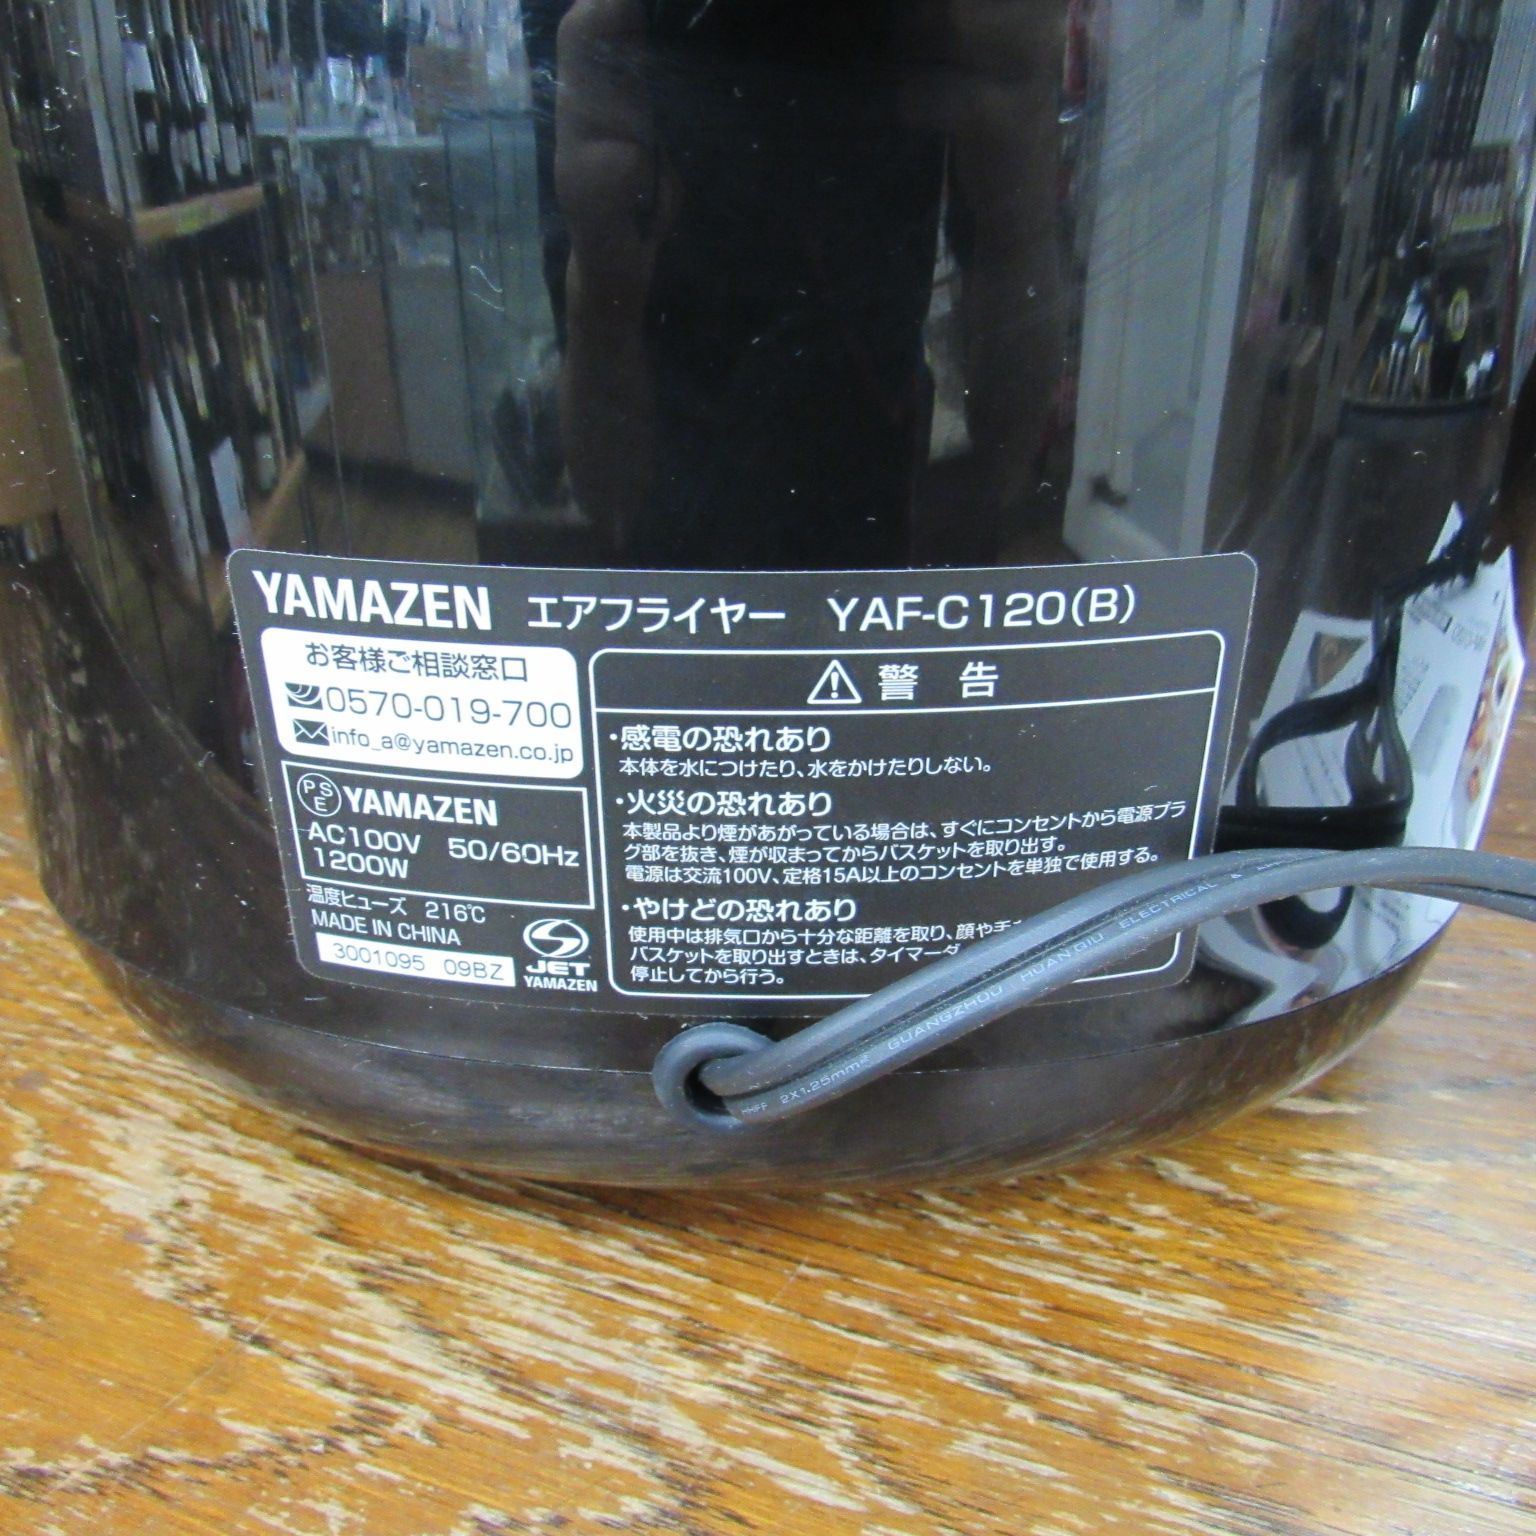 YAMAZEN エアフライヤー YAF-C120(B)
お客様ご相談窓口
0570-019-700
info_a@yamazen.co.jp
PSE YAMAZEN
AC100V 50/60Hz
1200W
温度ヒューズ 216℃
MADE IN CHINA
3001095 09BZ
JET
YAMAZEN
警告
・感電の恐れあり
本体を水につけたり、水をかけたりしない。
・火災の恐れあり
本製品より煙があがっている場合は、すぐにコンセントから電源プラ
グ部を抜き、煙が収まってからバスケットを取り出す。
電源は交流100V、定格15A以上のコンセントを単独で使用する。
・やけどの恐れあり
使用中は排気口から十分な距離を取り、顔や手
バスケットを取り出すときは、タイマーダ
停止してから行う。
2X1.25mm² GUANGZHOU HUANQIU ELECTRICAL &